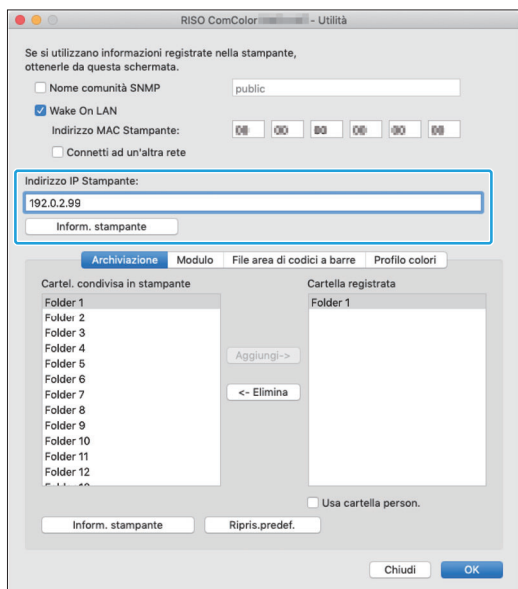 RISO ComColor - Utilità
Se si utilizzano informazioni registrate nella stampante,
ottenerle da questa schermata.
Nome comunità SNMP
public
Wake On LAN
Indirizzo MAC Stampante:
Connetti ad un'altra rete
Indirizzo IP Stampante:
192.0.2.99
Inform. stampante
Archiviazione Modulo File area di codici a barre Profilo colori
Cartel. condivisa in stampante
Folder 1
Folder 2
Folder 3
Folder 4
Folder 5
Folder 6
Folder 7
Folder 8
Folder 9
Folder 10
Folder 11
Folder 12
Aggiungi->
<- Elimina
Cartella registrata
Folder 1
Usa cartella person.
Inform. stampante Ripris.predef.
Chiudi OK